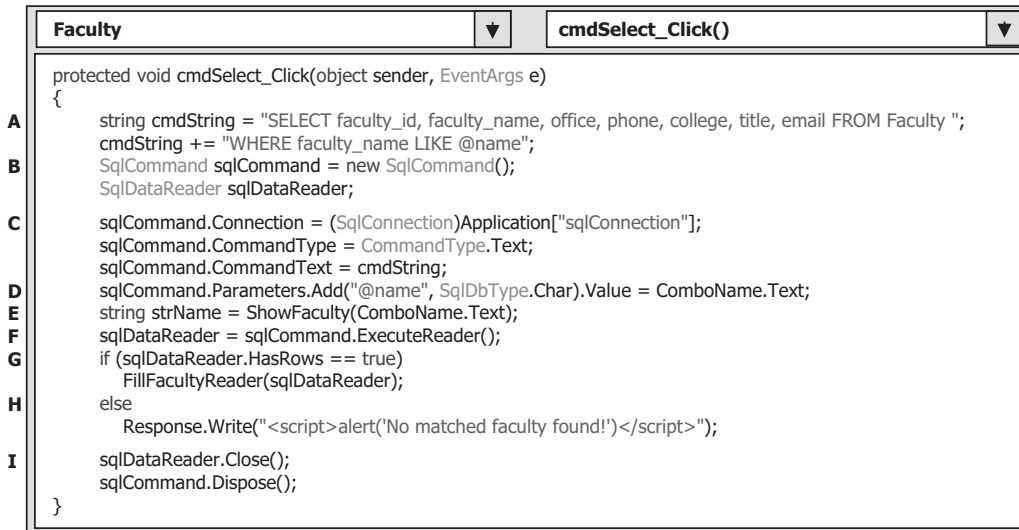 Faculty cmdSelect_Click()
protected void cmdSelect_Click(object sender, EventArgs e)
{
A string cmdString = "SELECT faculty_id, faculty_name, office, phone, college, title, email FROM Faculty ";
cmdString += "WHERE faculty_name LIKE @name";
B SqlCommand sqlCommand = new SqlCommand();
SqlDataReader sqlDataReader;
C sqlCommand.Connection = (SqlConnection)Application["sqlConnection"];
sqlCommand.CommandType = CommandType.Text;
sqlCommand.CommandText = cmdString;
D sqlCommand.Parameters.Add("@name", SqlDbType.Char).Value = ComboName.Text;
E string strName = ShowFaculty(ComboName.Text);
F sqlDataReader = sqlCommand.ExecuteReader();
G if (sqlDataReader.HasRows == true)
FillFacultyReader(sqlDataReader);
H else
Response.Write("<script>alert('No matched faculty found!')</script>");
I sqlDataReader.Close();
sqlCommand.Dispose();
}